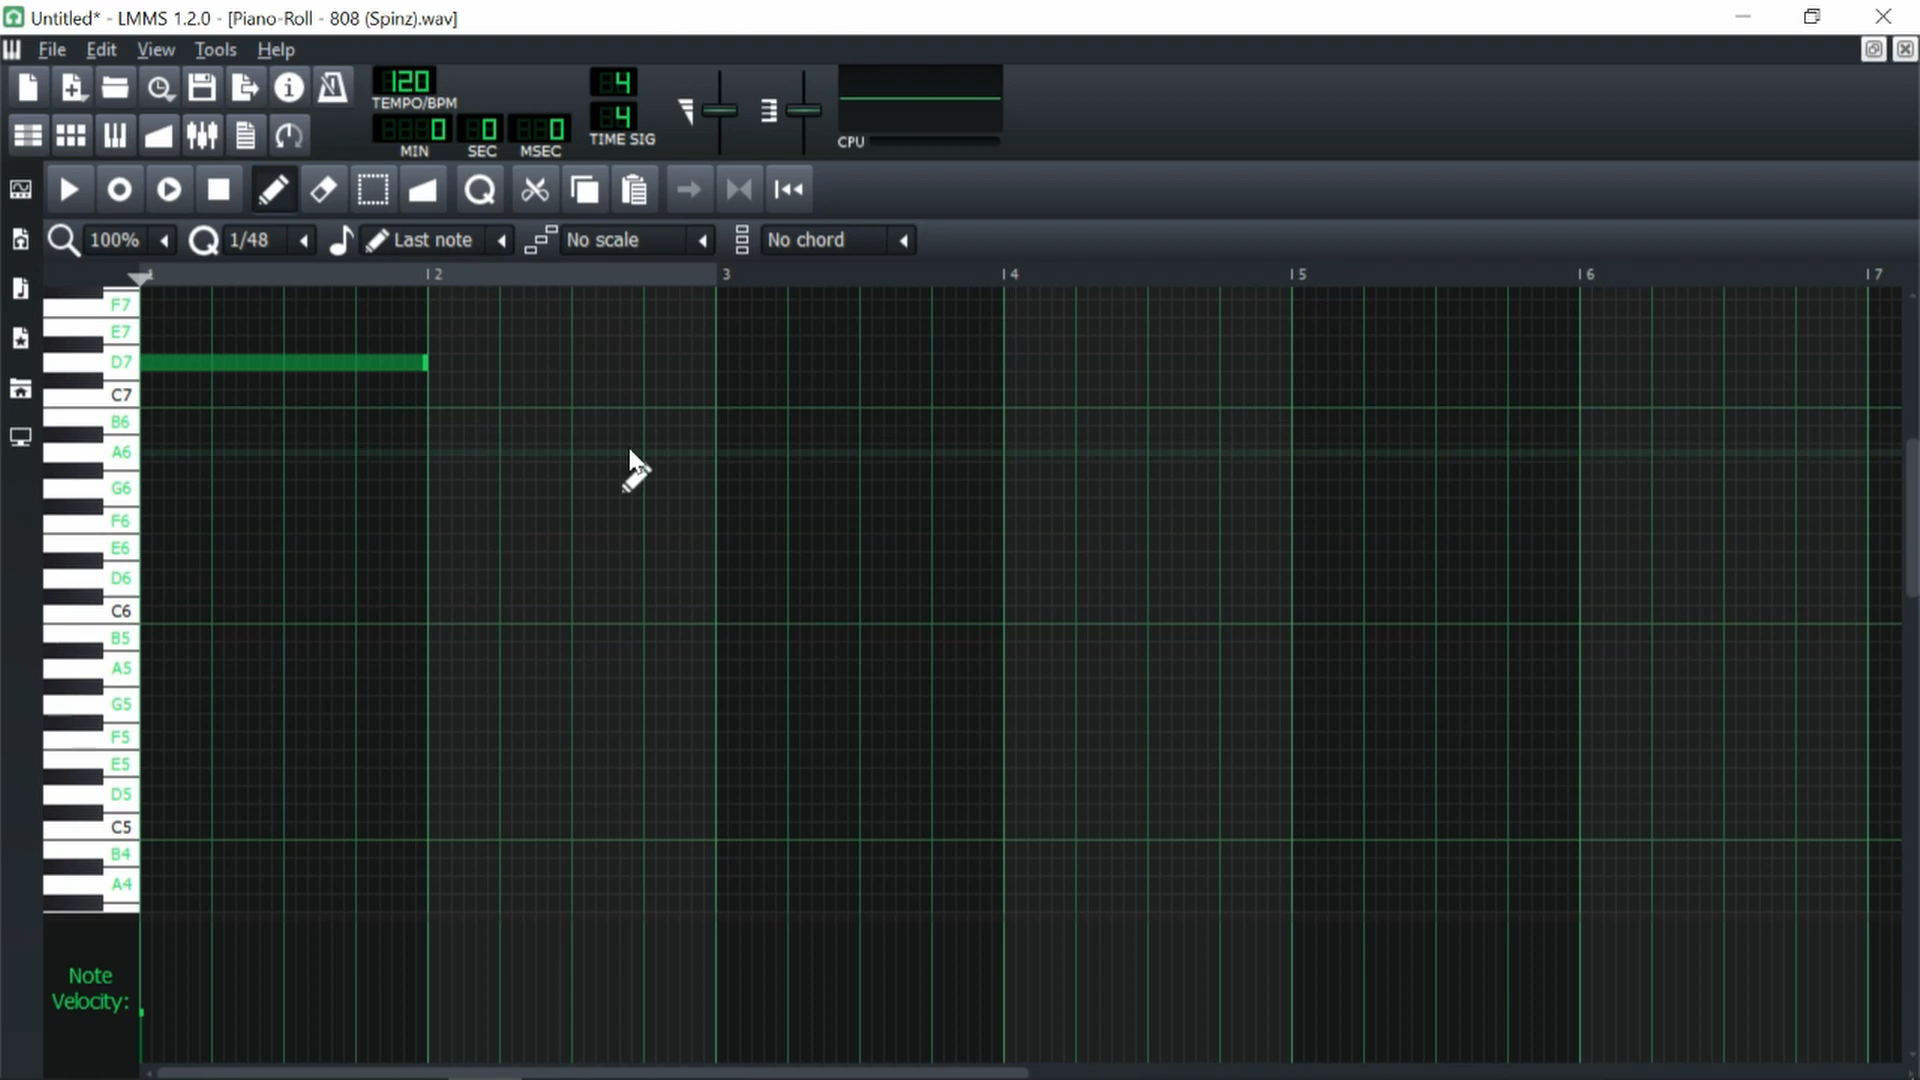 Untitled* - LMMS 1.2.0 - [Piano-Roll - 808 (Spinz).wav]
File Edit View Tools Help
120
TEMPO/BPM
4
4
TIME SIG
0 0 0
MIN SEC MSEC
CPU
100% Q 1/48 Last note No scale No chord
1 2 3 4 5 6 7
F7
E7
D7
C7
B6
A6
G6
F6
E6
D6
C6
B5
A5
G5
F5
E5
D5
C5
B4
A4
Note
Velocity: